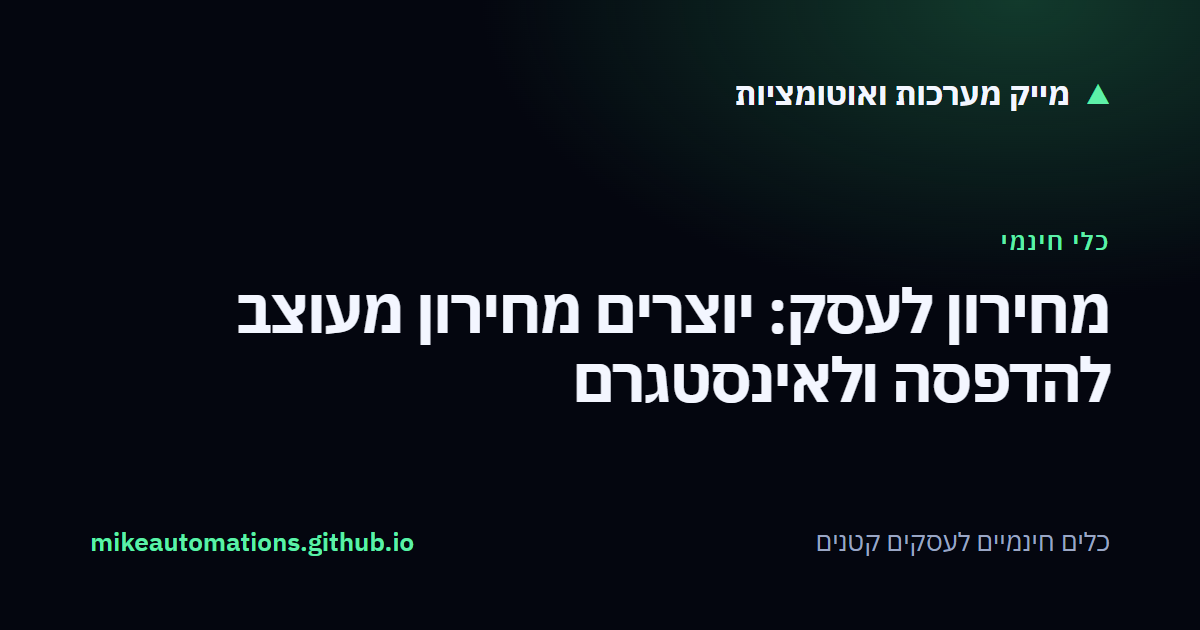 מייק מערכות ואוטומציות
כלי חינמי
מחירון לעסק: יוצרים מחירון מעוצב
להדפסה ולאינסטגרם
כלים חינמיים לעסקים קטנים
mikeautomations.github.io